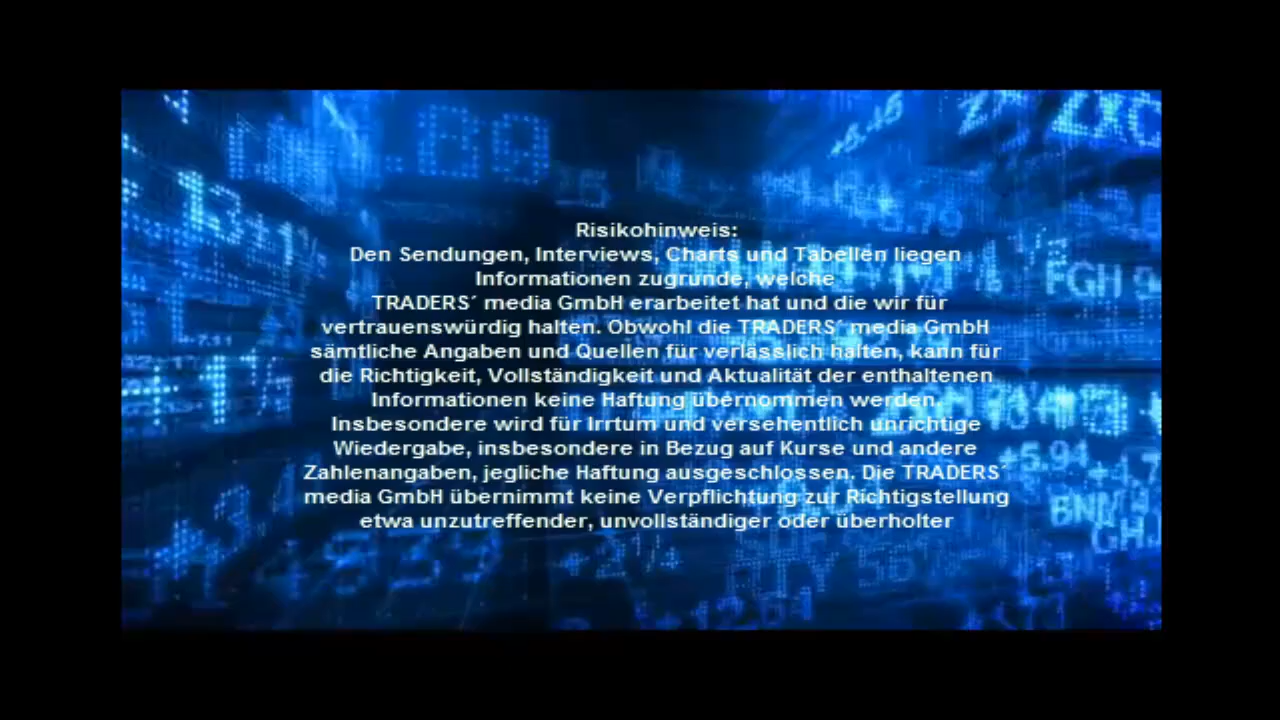 Risikohinweis:
Den Sendungen, Interviews, Charts und Tabellen liegen
Informationen zugrunde, welche
TRADERS´ media GmbH erarbeitet hat und die wir für
vertrauenswürdig halten. Obwohl die TRADERS´ media GmbH
sämtliche Angaben und Quellen für verlässlich halten, kann für
die Richtigkeit, Vollständigkeit und Aktualität der enthaltenen
Informationen keine Haftung übernommen werden.
Insbesondere wird für Irrtum und versehentlich unrichtige
Wiedergabe, insbesondere in Bezug auf Kurse und andere
Zahlenangaben, jegliche Haftung ausgeschlossen. Die TRADERS´
media GmbH übernimmt keine Verpflichtung zur Richtigstellung
etwa unzutreffender, unvollständiger oder überholter